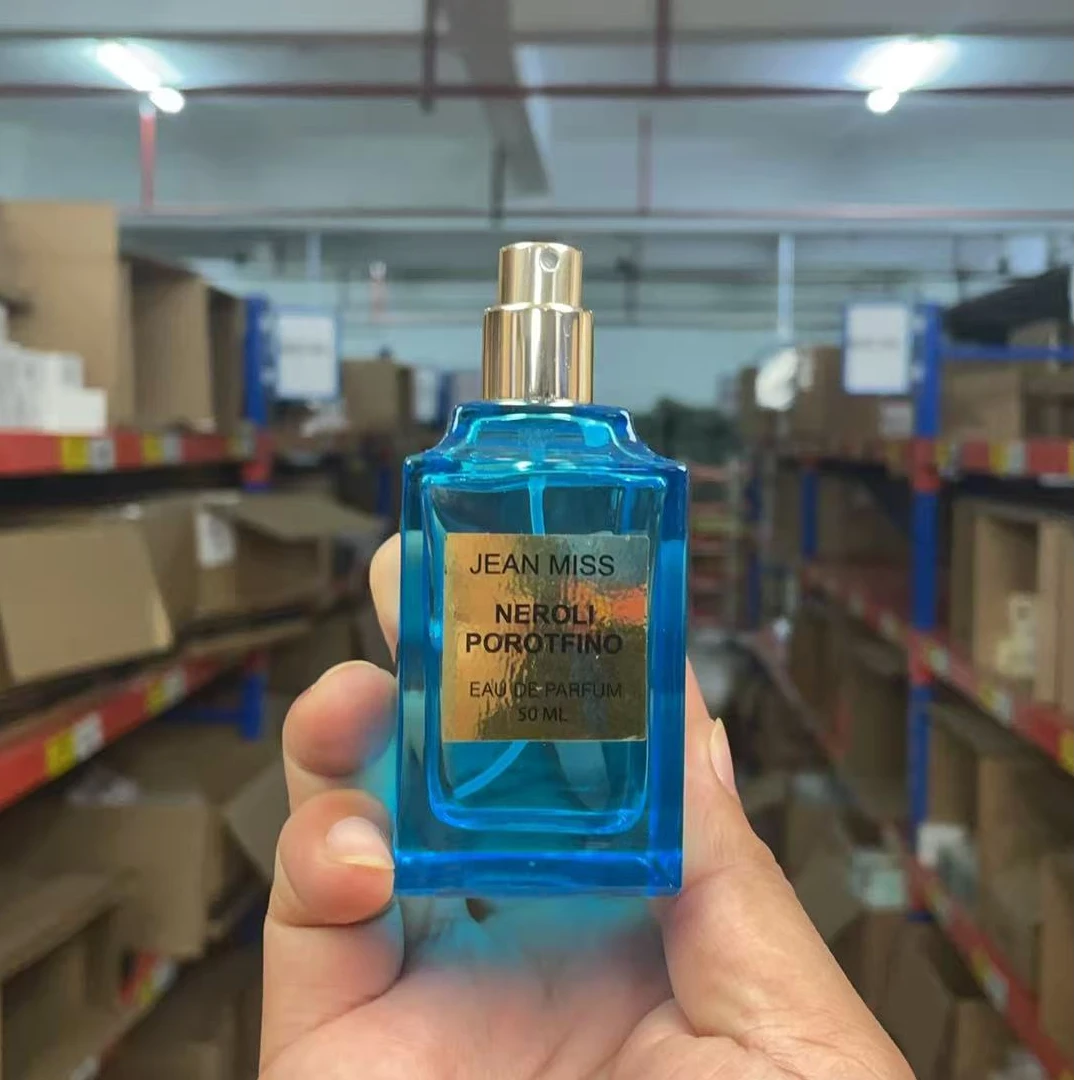 JEAN MISS
NEROLI
POROTFINO
EAU DE PARFUM
50 ML